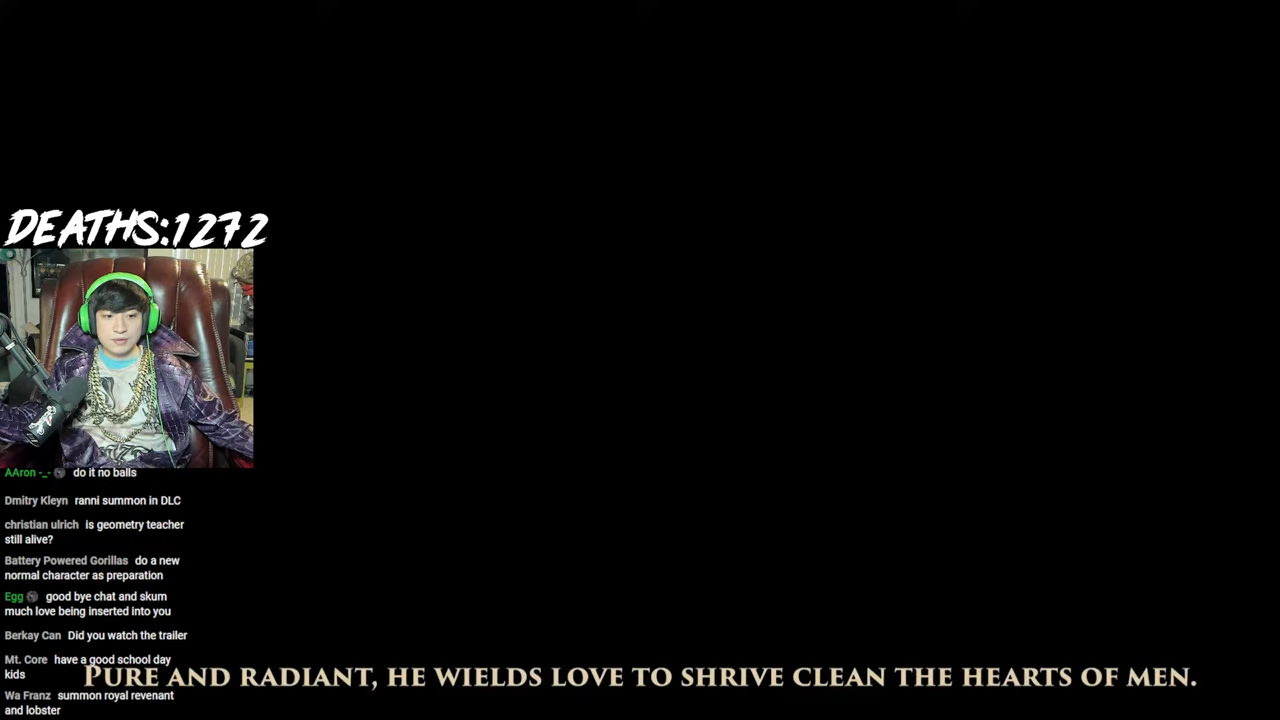 DEATHS:1272
AAron -_- do it no balls
Dmitry Kleyn ranni summon in DLC
christian ulrich is geometry teacher
still alive?
Battery Powered Gorillas do a new
normal character as preparation
Egg good bye chat and skum
much love being inserted into you
Berkay Can Did you watch the trailer
Mt. Core have a good school day
kids
PURE AND RADIANT, HE WIELDS LOVE TO SHRIVE CLEAN THE HEARTS OF MEN.
Wa Franz summon royal revenant
and lobster